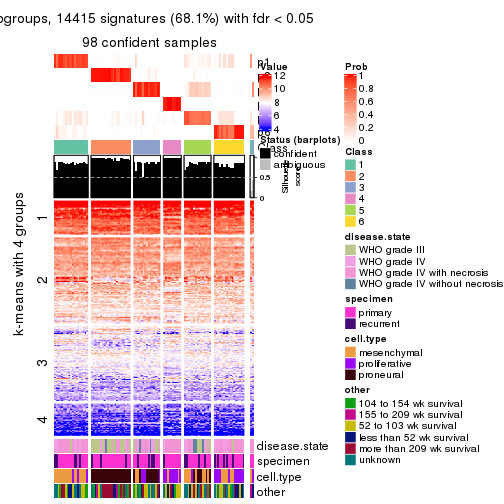 ogroups, 14415 signatures (68.1%) with fdr < 0.05
98 confident samples
k-means with 4 groups
1
2
3
4
Value
12
10
8
6
4
Status (barplots)
confident
ambiguous
0.5
0
Prob
1
0.8
0.6
0.4
0.2
0
Class
1
2
3
4
5
6
disease.state
WHO grade III
WHO grade IV
WHO grade IV with necrosis
WHO grade IV without necrosis
specimen
primary
recurrent
cell.type
mesenchymal
proliferative
proneural
other
104 to 154 wk survival
155 to 209 wk survival
52 to 103 wk survival
less than 52 wk survival
more than 209 wk survival
unknown
disease.state
specimen
cell.type
other